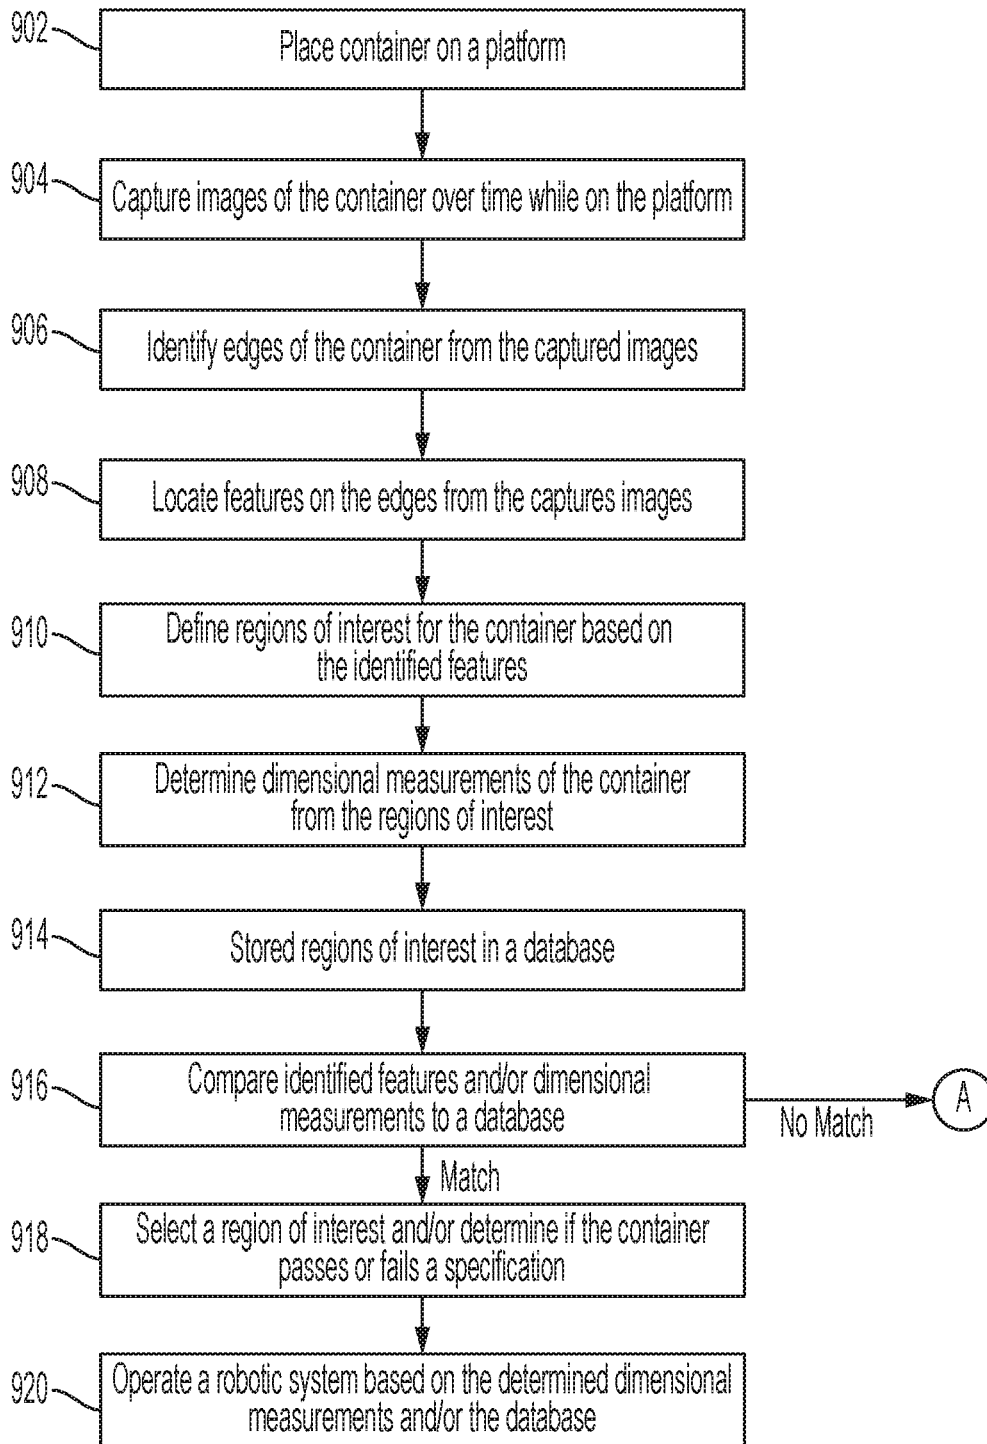 902
Place container on a platform
904
Capture images of the container over time while on the platform
906
Identify edges of the container from the captured images
908
Locate features on the edges from the captures images
910
Define regions of interest for the container based on
the identified features
912
Determine dimensional measurements of the container
from the regions of interest
914
Stored regions of interest in a database
916
Compare identified features and/or dimensional
measurements to a database
No Match
A
Match
918
Select a region of interest and/or determine if the container
passes or fails a specification
920
Operate a robotic system based on the determined dimensional
measurements and/or the database